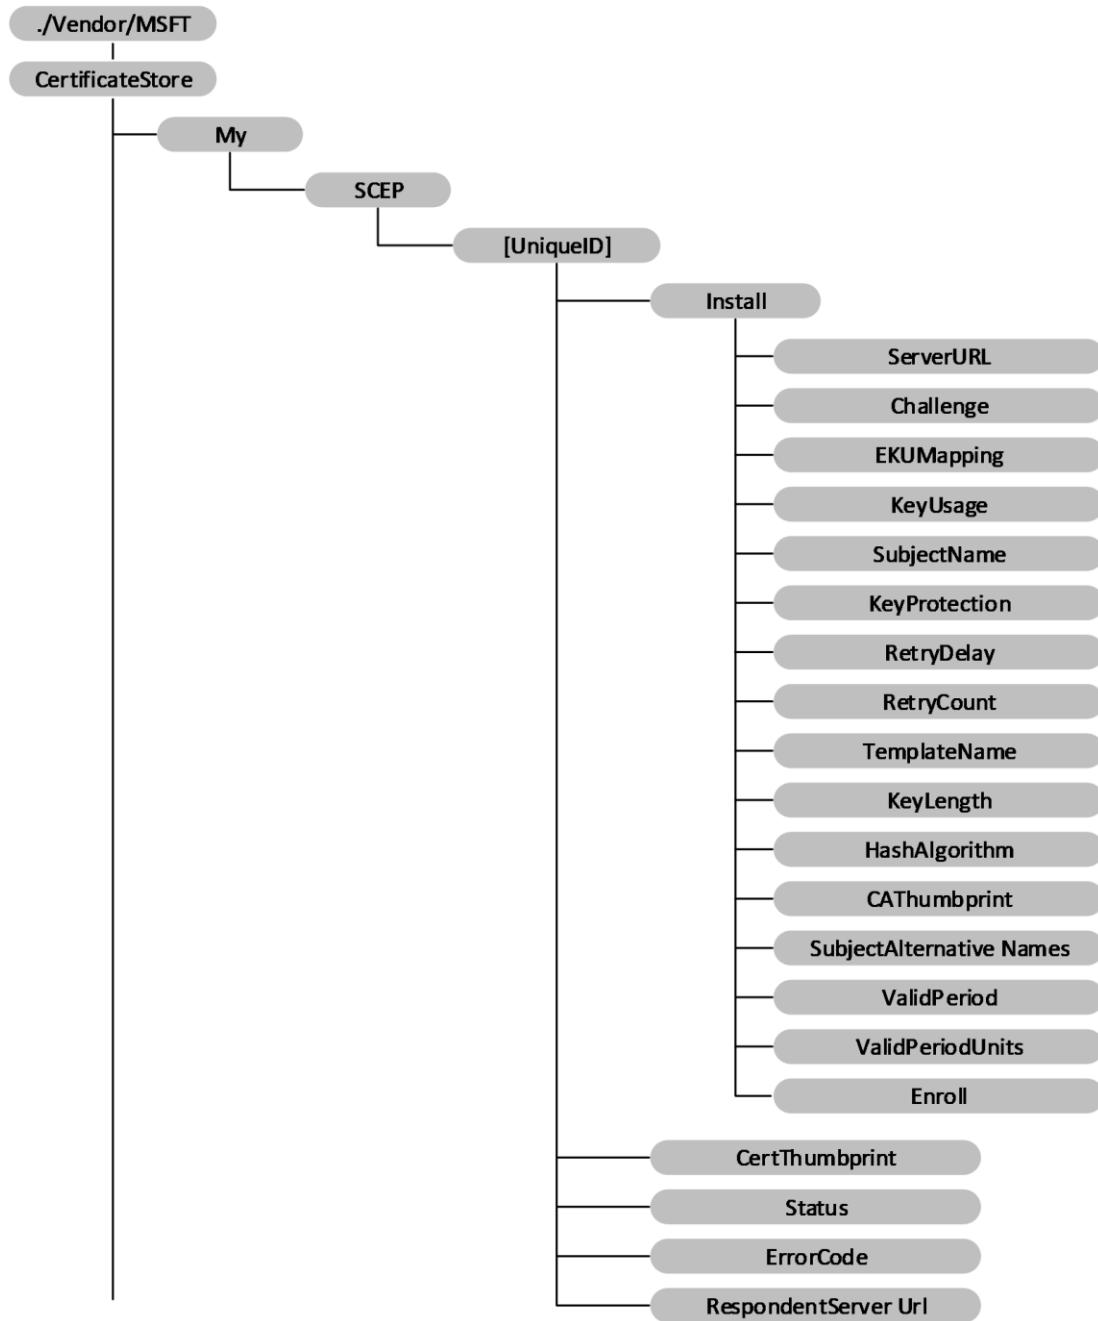 ./Vendor/MSFT
CertificateStore
My
SCEP
[UniqueID]
Install
ServerURL
Challenge
EKUMapping
KeyUsage
SubjectName
KeyProtection
RetryDelay
RetryCount
TemplateName
KeyLength
HashAlgorithm
CAThumbprint
SubjectAlternative Names
ValidPeriod
ValidPeriodUnits
Enroll
CertThumbprint
Status
ErrorCode
RespondentServer Url